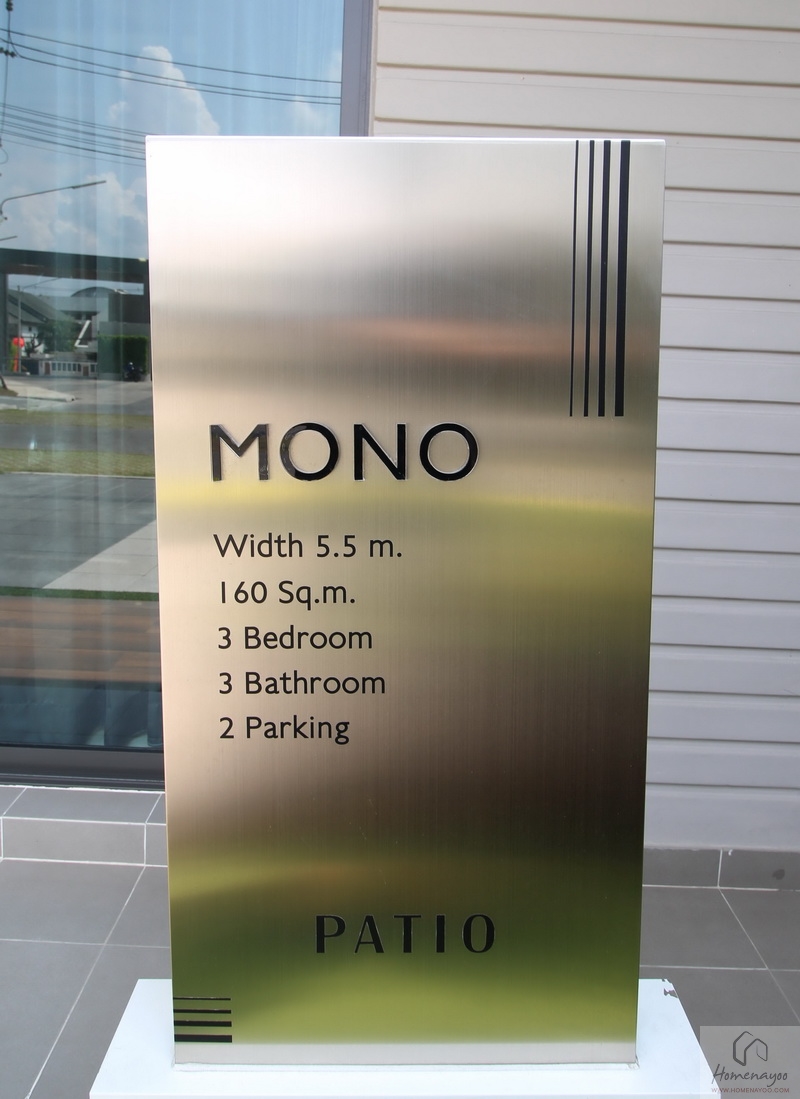 MONO
Width 5.5 m.
160 Sq.m.
3 Bedroom
3 Bathroom
2 Parking
PATIO
Homenayoo
WWW.HOMENAYOO.COM